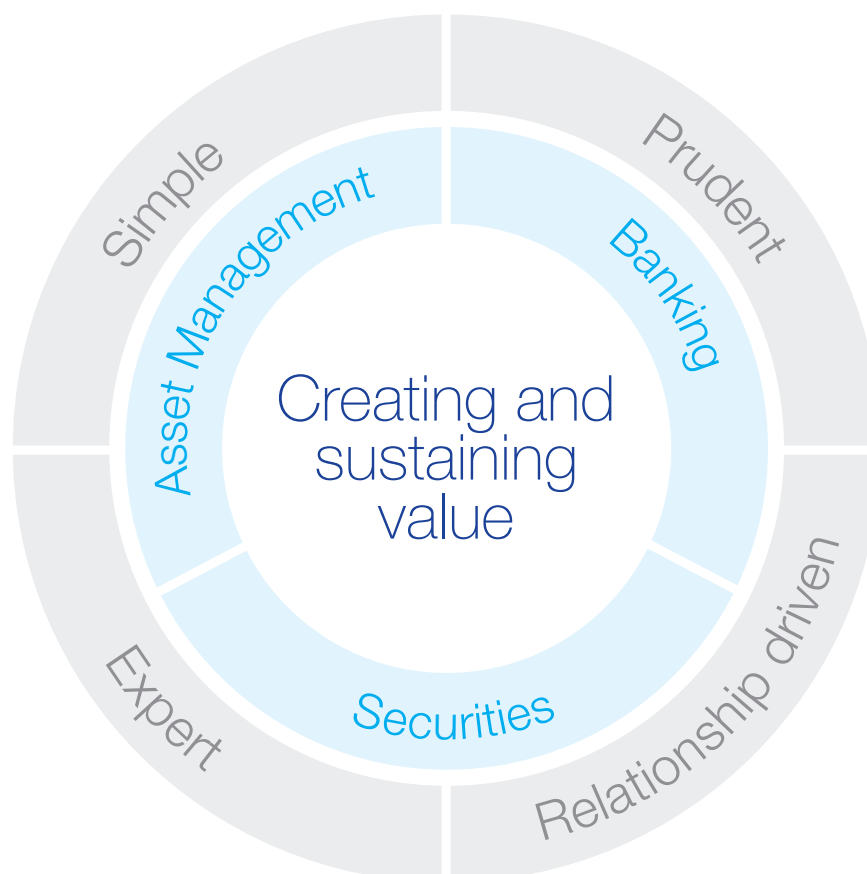 Simple
Prudent
Asset Management
Banking
Creating and
sustaining
value
Securities
Expert
Relationship driven